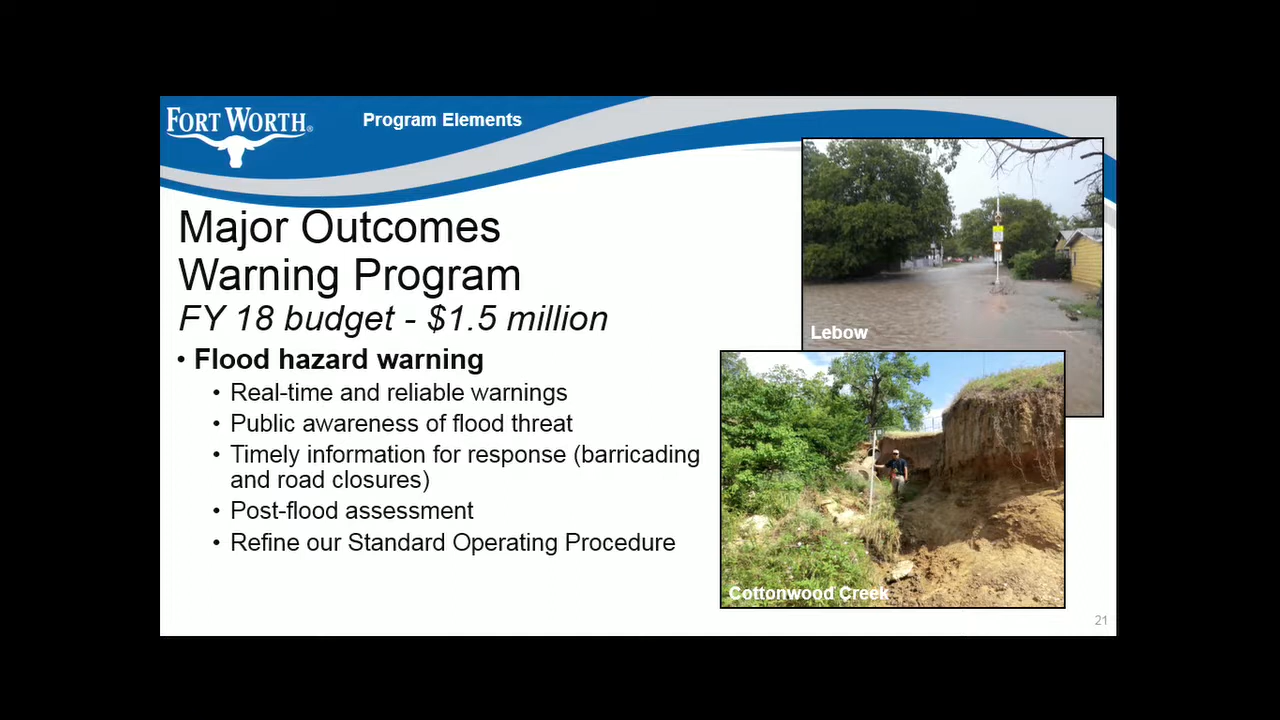 FORT WORTH®
Program Elements
Major Outcomes
Warning Program
FY 18 budget - $1.5 million
• Flood hazard warning
• Real-time and reliable warnings
• Public awareness of flood threat
• Timely information for response (barricading
and road closures)
• Post-flood assessment
• Refine our Standard Operating Procedure
Lebow
Cottonwood Creek
21